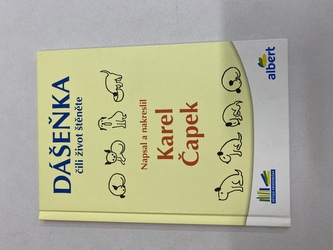 DÁŠEŇKA
čili život štěněte
Napsal a nakreslil
Karel
Čapek
albert